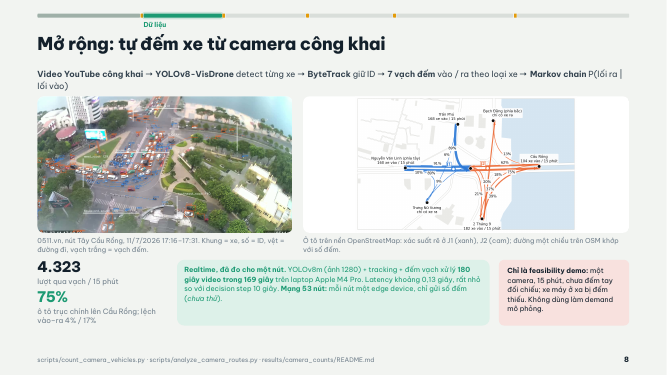 Dữ liệu
Mở rộng: tự đếm xe từ camera công khai
Video YouTube công khai → YOLOv8-VisDrone detect từng xe → ByteTrack giữ ID → 7 vạch đếm vào / ra theo loại xe → Markov chain P(lối ra |
lối vào)
0511.vn, nút Tây Cầu Rồng, 11/7/2026 17:16–17:31. Khung = xe, số = ID, vệt =
đường đi, vạch trắng = vạch đếm.
Ô tô trên nền OpenStreetMap: xác suất rẽ ở J1 (xanh), J2 (cam); đường một chiều trên OSM khớp
với số đếm.
4.323
lượt qua vạch / 15 phút
75%
ô tô trục chính lên Cầu Rồng; lệch
vào–ra 4% / 17%
Realtime, đã đo cho một nút. YOLOv8m (ảnh 1280) + tracking + đếm vạch xử lý 180
giây video trong 169 giây trên laptop Apple M4 Pro. Latency khoảng 0,13 giây, rất nhỏ
so với decision step 10 giây. Mạng 53 nút: mỗi nút một edge device, chỉ gửi số đếm
(chưa thử).
Chỉ là feasibility demo: một
camera, 15 phút, chưa đếm tay
đối chiếu; xe máy ở xa bị đếm
thiếu. Không dùng làm demand
mô phỏng.
scripts/count_camera_vehicles.py · scripts/analyze_camera_routes.py · results/camera_counts/README.md
8